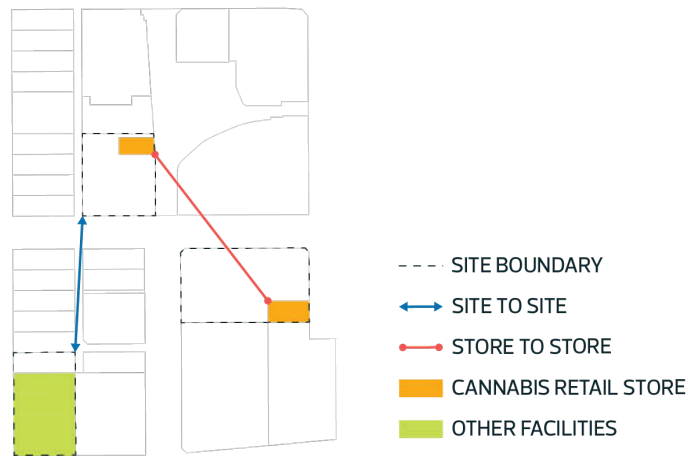 SITE BOUNDARY
SITE TO SITE
STORE TO STORE
CANNABIS RETAIL STORE
OTHER FACILITIES